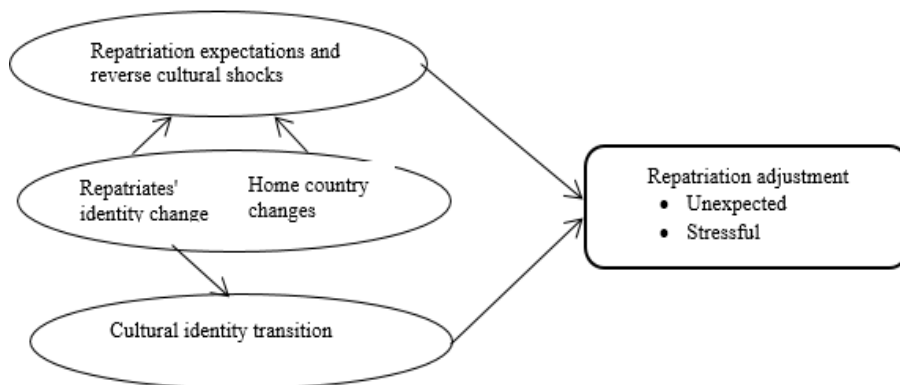 Repatriation expectations and
reverse cultural shocks
Repatriates'
identity change
Home country
changes
Cultural identity transition
Repatriation adjustment
• Unexpected
• Stressful